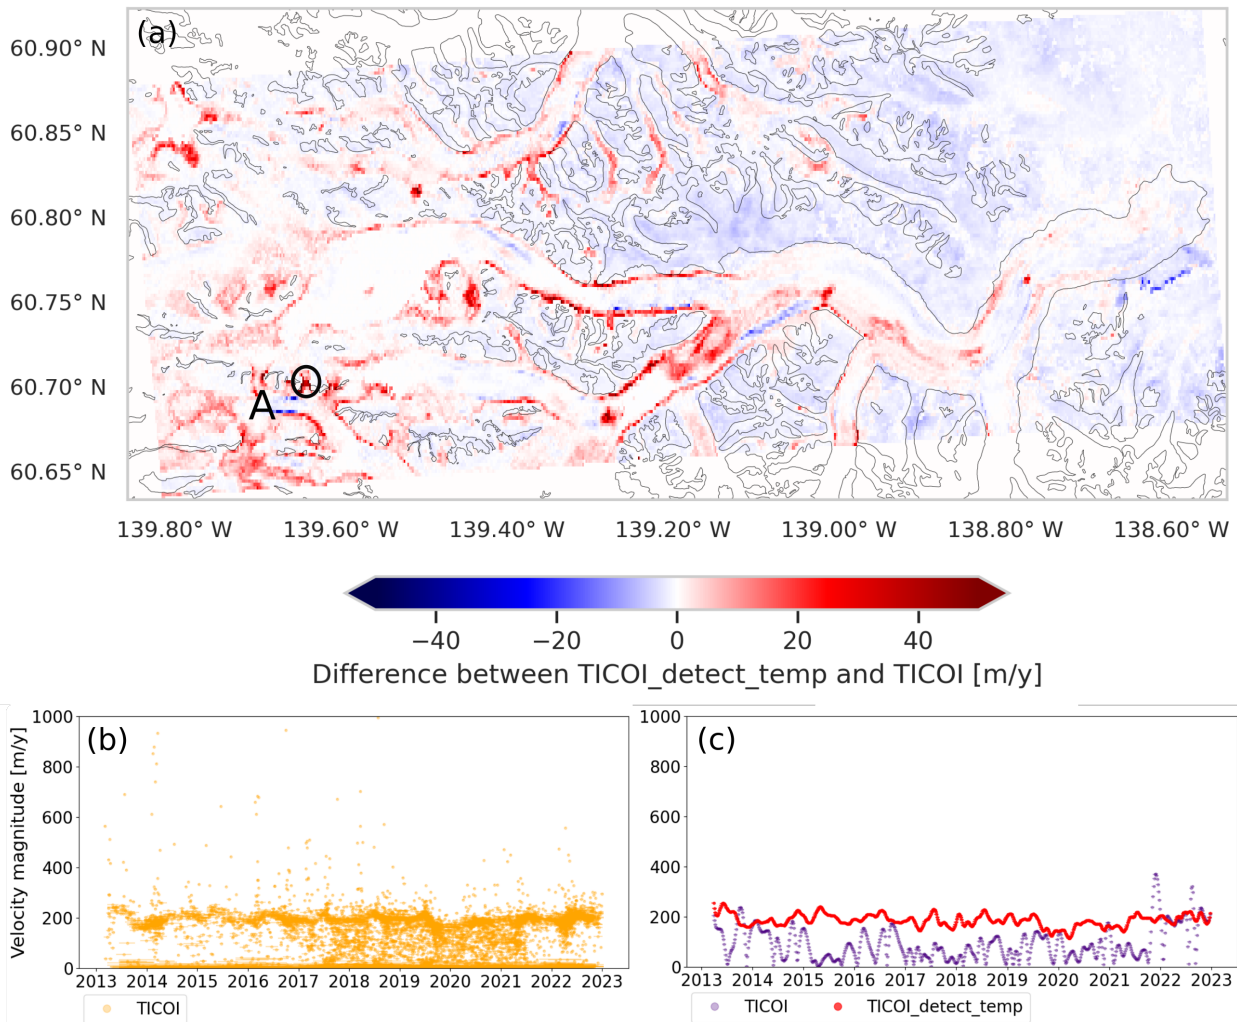 (a)
60.90° N
60.85° N
60.80° N
60.75° N
60.70° N
60.65° N
A
139.80° W 139.60° W 139.40° W 139.20° W 139.00° W 138.80° W 138.60° W
−40 −20 0 20 40
Difference between TICOI_detect_temp and TICOI [m/y]
(b)
Velocity magnitude [m/y]
1000
800
600
400
200
0
2013 2014 2015 2016 2017 2018 2019 2020 2021 2022 2023
TICOI
(c)
1000
800
600
400
200
0
2013 2014 2015 2016 2017 2018 2019 2020 2021 2022 2023
TICOI TICOI_detect_temp